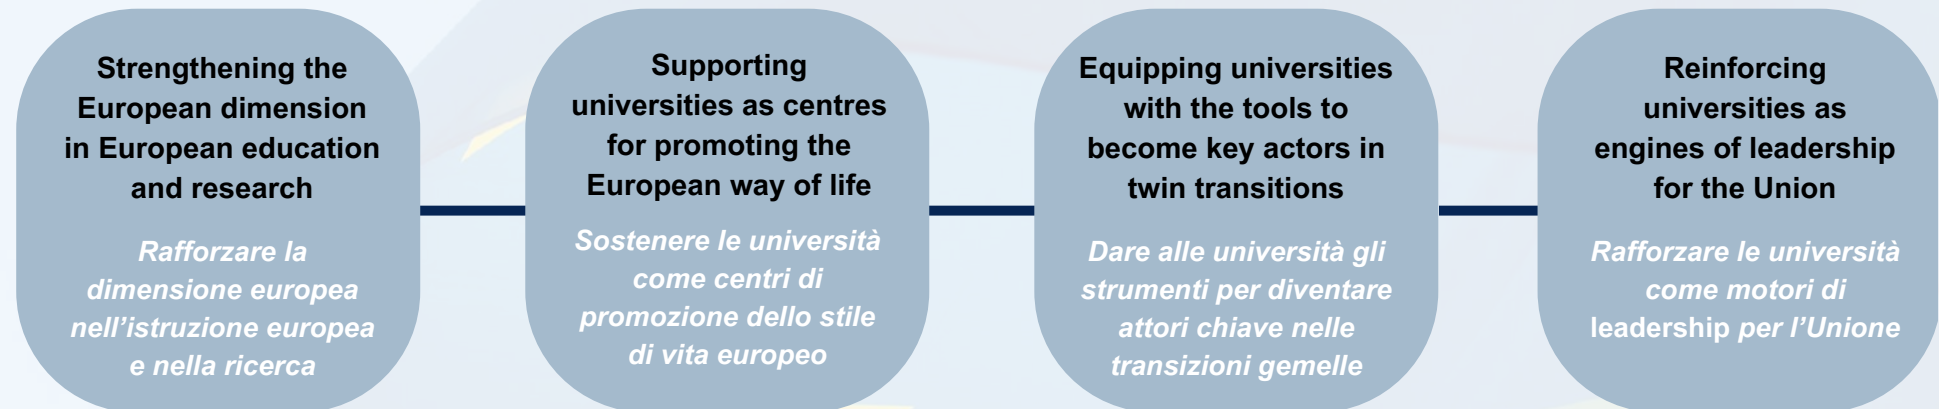 Strengthening the
European dimension
in European education
and research
Rafforzare la
dimensione europea
nell’istruzione europea
e nella ricerca
Supporting
universities as centres
for promoting the
European way of life
Sostenere le università
come centri di
promozione dello stile
di vita europeo
Equipping universities
with the tools to
become key actors in
twin transitions
Dare alle università gli
strumenti per diventare
attori chiave nelle
transizioni gemelle
Reinforcing
universities as
engines of leadership
for the Union
Rafforzare le università
come motori di
leadership per l’Unione